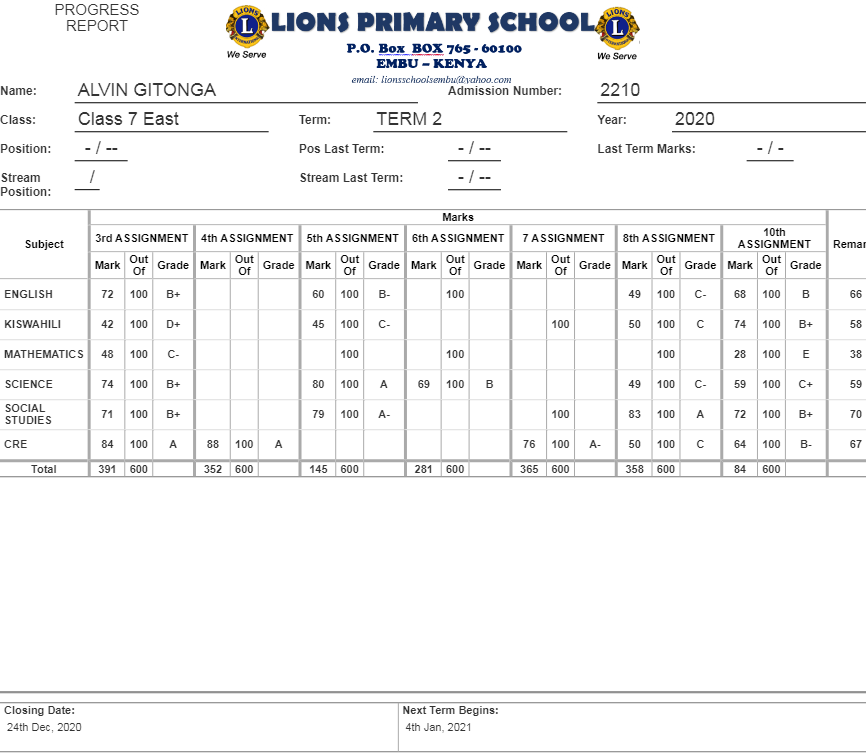 PROGRESS
REPORT
LIONS PRIMARY SCHOOL
We Serve
We Serve
P.O. Box BOX 765 - 60100
EMBU – KENYA
email: lionsschoolsembu@yahoo.com
Name: ALVIN GITONGA Admission Number: 2210
Class: Class 7 East Term: TERM 2 Year: 2020
Position: - / -- Pos Last Term: - / -- Last Term Marks: - / -
Stream Position: / Stream Last Term: - / --
Marks
Subject 3rd ASSIGNMENT 4th ASSIGNMENT 5th ASSIGNMENT 6th ASSIGNMENT 7 ASSIGNMENT 8th ASSIGNMENT 10th ASSIGNMENT Remar
Mark Out Of Grade Mark Out Of Grade Mark Out Of Grade Mark Out Of Grade Mark Out Of Grade Mark Out Of Grade Mark Out Of Grade
ENGLISH 72 100 B+ 60 100 B- 100 49 100 C- 68 100 B 66
KISWAHILI 42 100 D+ 45 100 C- 100 50 100 C 74 100 B+ 58
MATHEMATICS 48 100 C- 100 100 100 28 100 E 38
SCIENCE 74 100 B+ 80 100 A 69 100 B 49 100 C- 59 100 C+ 59
SOCIAL STUDIES 71 100 B+ 79 100 A- 100 83 100 A 72 100 B+ 70
CRE 84 100 A 88 100 A 76 100 A- 50 100 C 64 100 B- 67
Total 391 600 352 600 145 600 281 600 365 600 358 600 84 600
Closing Date: Next Term Begins:
24th Dec, 2020 4th Jan, 2021